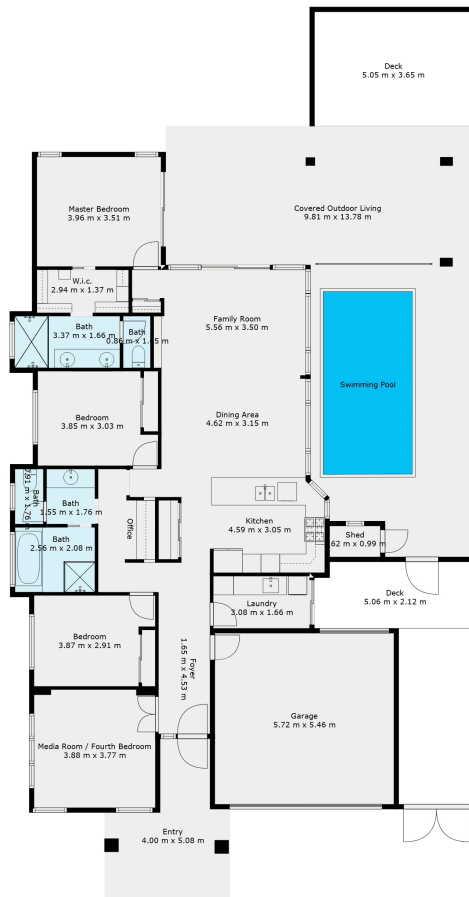 Deck
5.05 m x 3.65 m
Master Bedroom
3.96 m x 3.51 m
Covered Outdoor Living
9.81 m x 13.78 m
W.i.c.
2.94 m x 1.37 m
Bath
3.37 m x 1.66 m
Bath
Family Room
5.56 m x 3.50 m
Swimming Pool
Bedroom
3.85 m x 3.03 m
Dining Area
4.62 m x 3.15 m
Bath
Bath
1.55 m x 1.76 m
Bath
2.56 m x 2.08 m
Office
Kitchen
4.59 m x 3.05 m
Shed
.62 m x 0.99 m
Deck
5.06 m x 2.12 m
Laundry
3.08 m x 1.66 m
Bedroom
3.87 m x 2.91 m
Foyer
1.65 m x 4.53 m
Garage
5.72 m x 5.46 m
Media Room / Fourth Bedroom
3.88 m x 3.77 m
Entry
4.00 m x 5.08 m